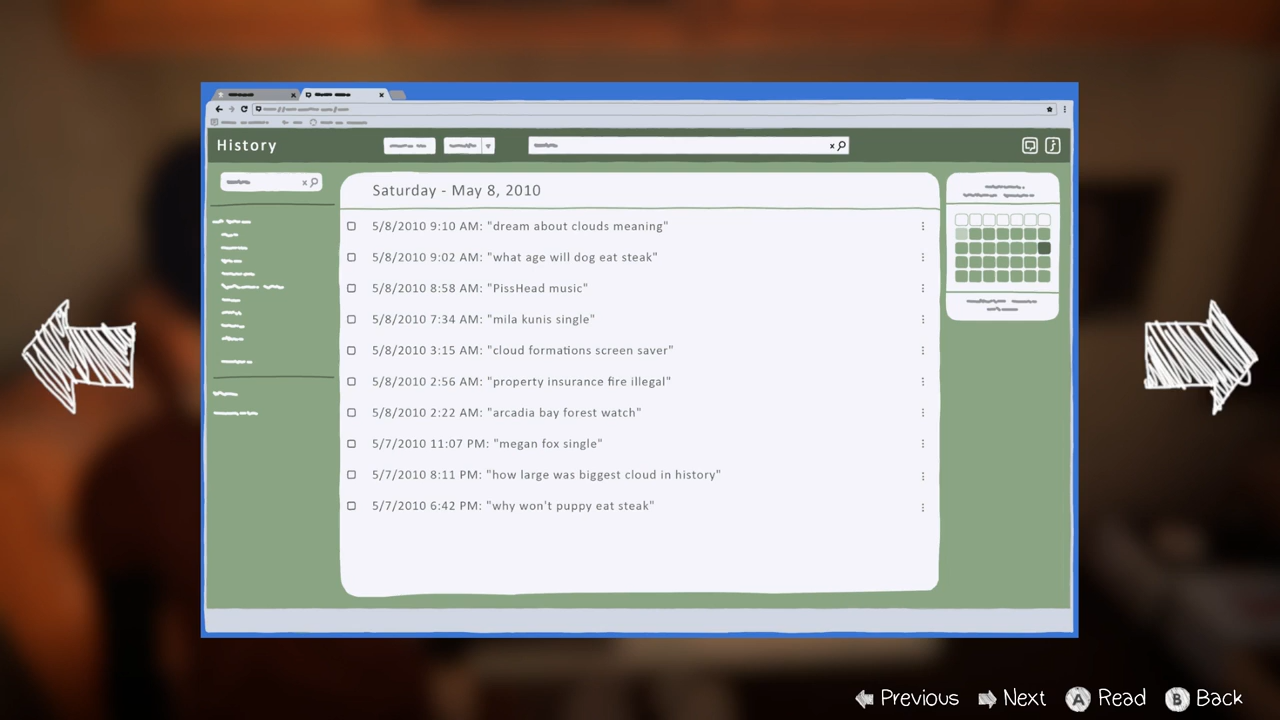 History
Saturday - May 8, 2010
5/8/2010 9:10 AM: "dream about clouds meaning"
5/8/2010 9:02 AM: "what age will dog eat steak"
5/8/2010 8:58 AM: "PissHead music"
5/8/2010 7:34 AM: "mila kunis single"
5/8/2010 3:15 AM: "cloud formations screen saver"
5/8/2010 2:56 AM: "property insurance fire illegal"
5/8/2010 2:22 AM: "arcadia bay forest watch"
5/7/2010 11:07 PM: "megan fox single"
5/7/2010 8:11 PM: "how large was biggest cloud in history"
5/7/2010 6:42 PM: "why won't puppy eat steak"
Previous Next A Read B Back